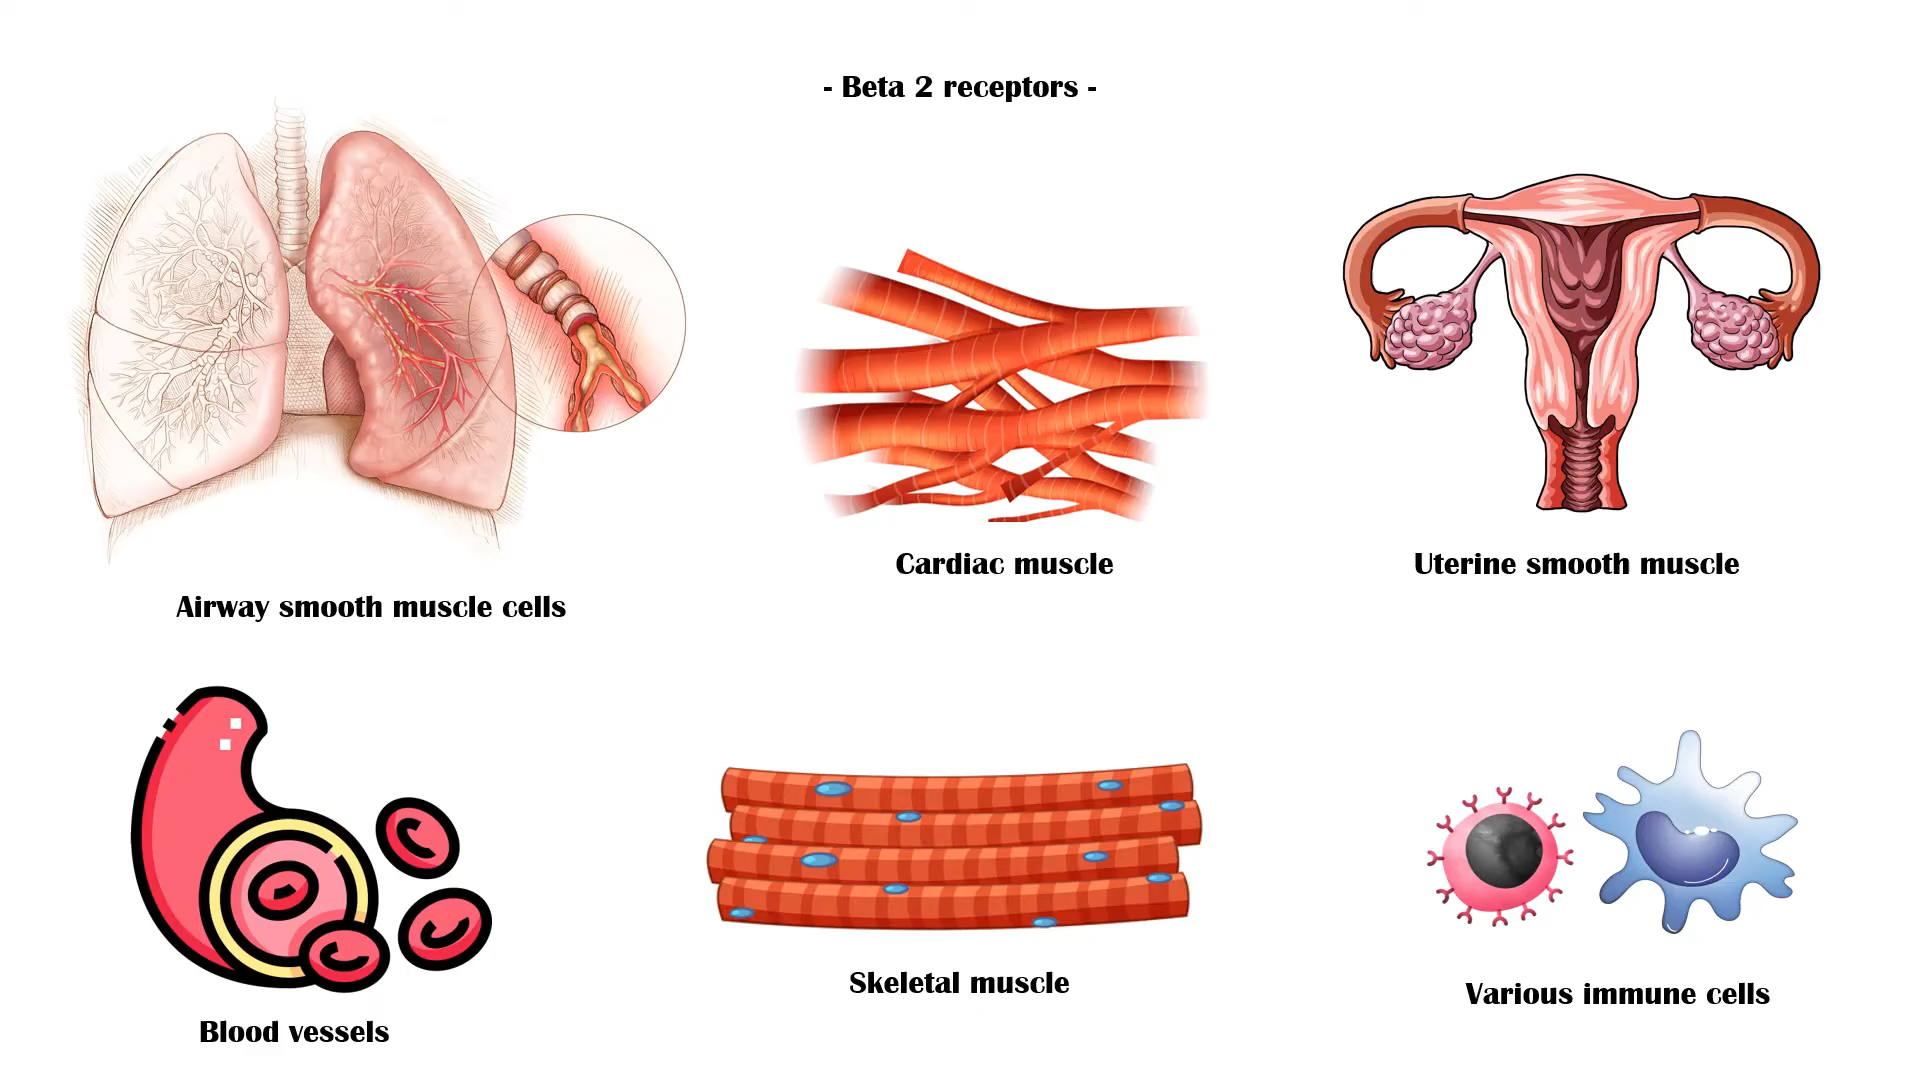 - Beta 2 receptors -
Airway smooth muscle cells
Cardiac muscle
Uterine smooth muscle
Blood vessels
Skeletal muscle
Various immune cells